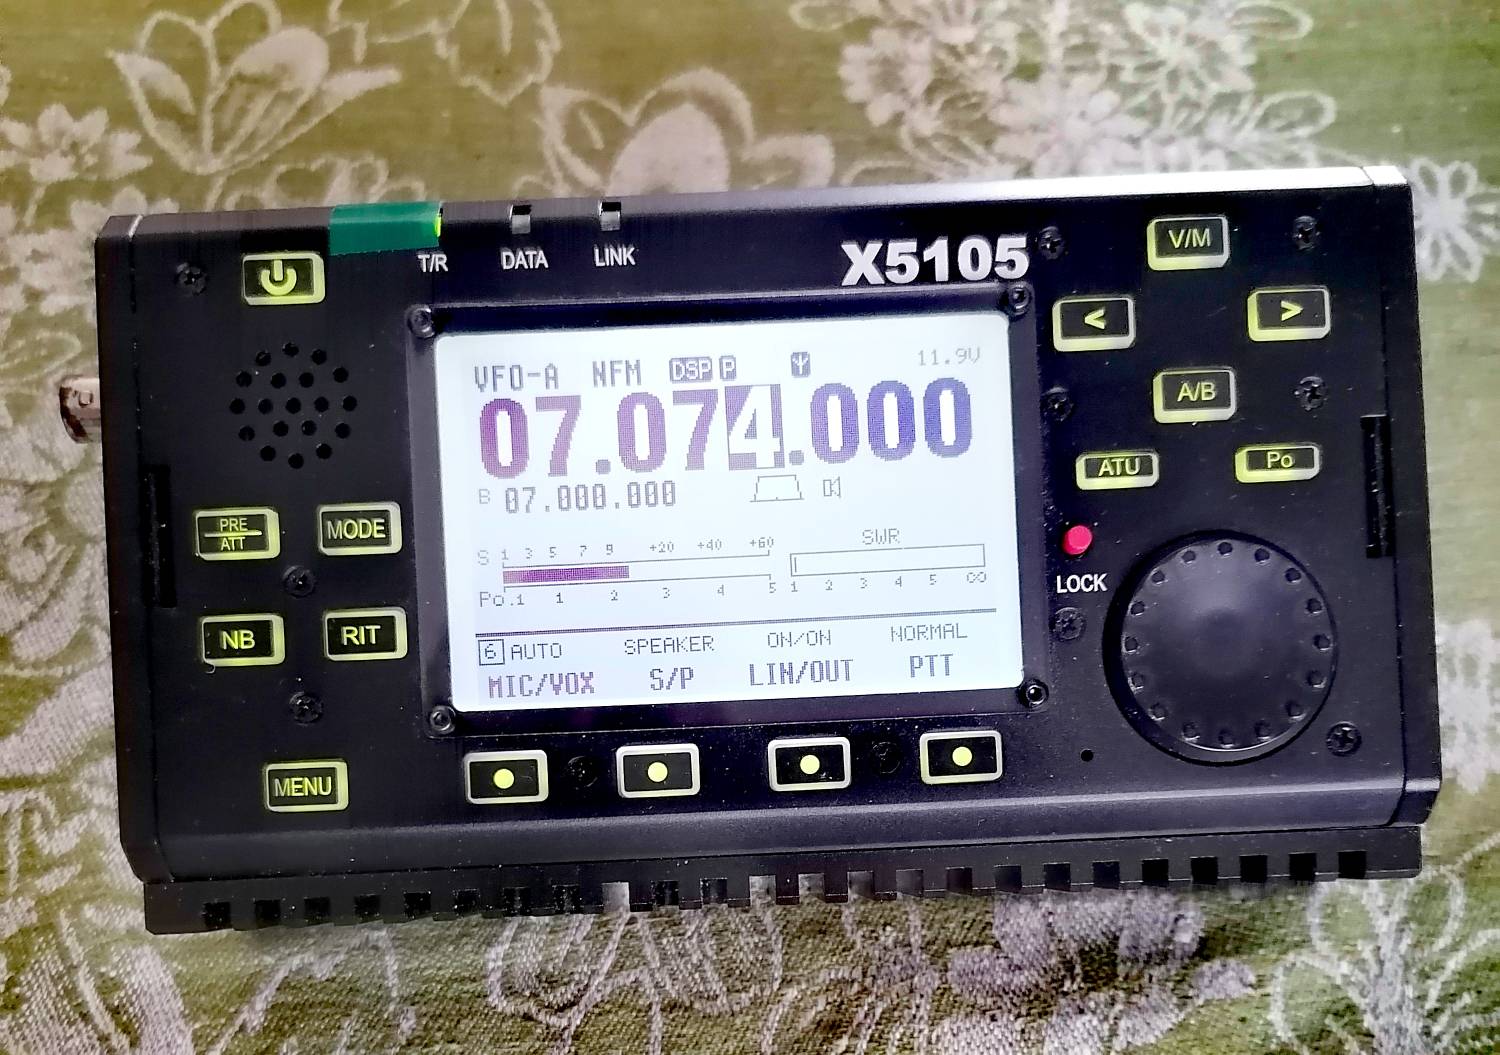 T/R DATA LINK
X5105
V/M
< >
A/B
ATU Po
LOCK
PRE
ATT
MODE
NB RIT
MENU
VFO-A NFM DSP P 11.9V
07.074.000
B 07.000.000
SWR
S 1 3 5 7 9 +20 +40 +60
Po.1 1 2 3 4 5 1 2 3 4 5 ∞
6 AUTO SPEAKER ON/ON NORMAL
MIC/VOX S/P LIN/OUT PTT